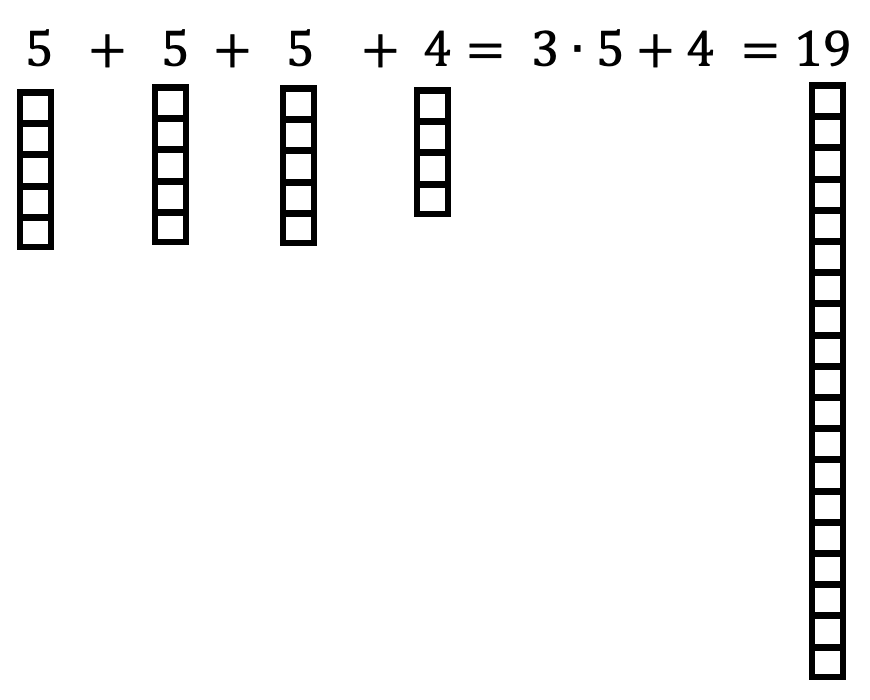 5 + 5 + 5 + 4 = 3 · 5 + 4 = 19